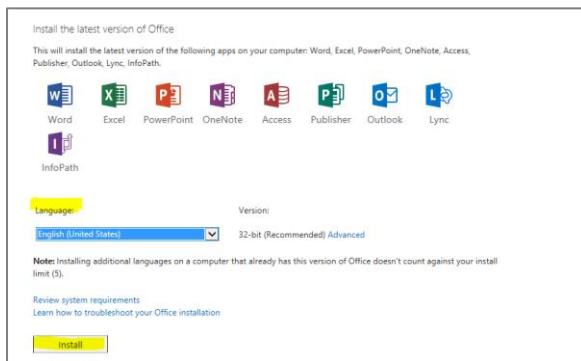 Install the latest version of Office
This will install the latest version of the following apps on your computer: Word, Excel, PowerPoint, OneNote, Access,
Publisher, Outlook, Lync, InfoPath.
Word Excel PowerPoint OneNote Access Publisher Outlook Lync
InfoPath
Language: Version:
English (United States) 32-bit (Recommended) Advanced
Note: Installing additional languages on a computer that already has this version of Office doesn't count against your install
limit (5).
Review system requirements
Learn how to troubleshoot your Office installation
Install